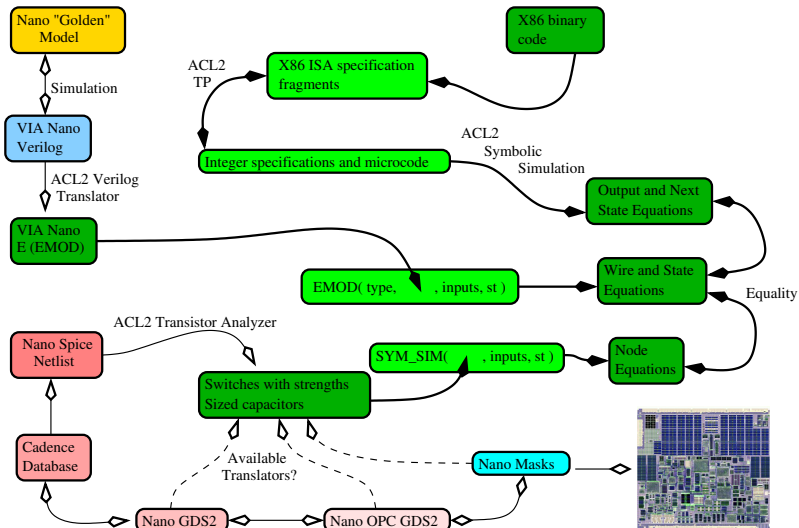 Nano "Golden"
Model
X86 binary
code
ACL2
TP
X86 ISA specification
fragments
Simulation
VIA Nano
Verilog
ACL2
Symbolic
Simulation
Integer specifications and microcode
ACL2 Verilog
Translator
Output and Next
State Equations
VIA Nano
E (EMOD)
EMOD( type, , inputs, st )
Wire and State
Equations
Equality
ACL2 Transistor Analyzer
Nano Spice
Netlist
SYM_SIM( , inputs, st )
Node
Equations
Switches with strengths
Sized capacitors
Cadence
Database
Available
Translators?
Nano Masks
Nano GDS2
Nano OPC GDS2